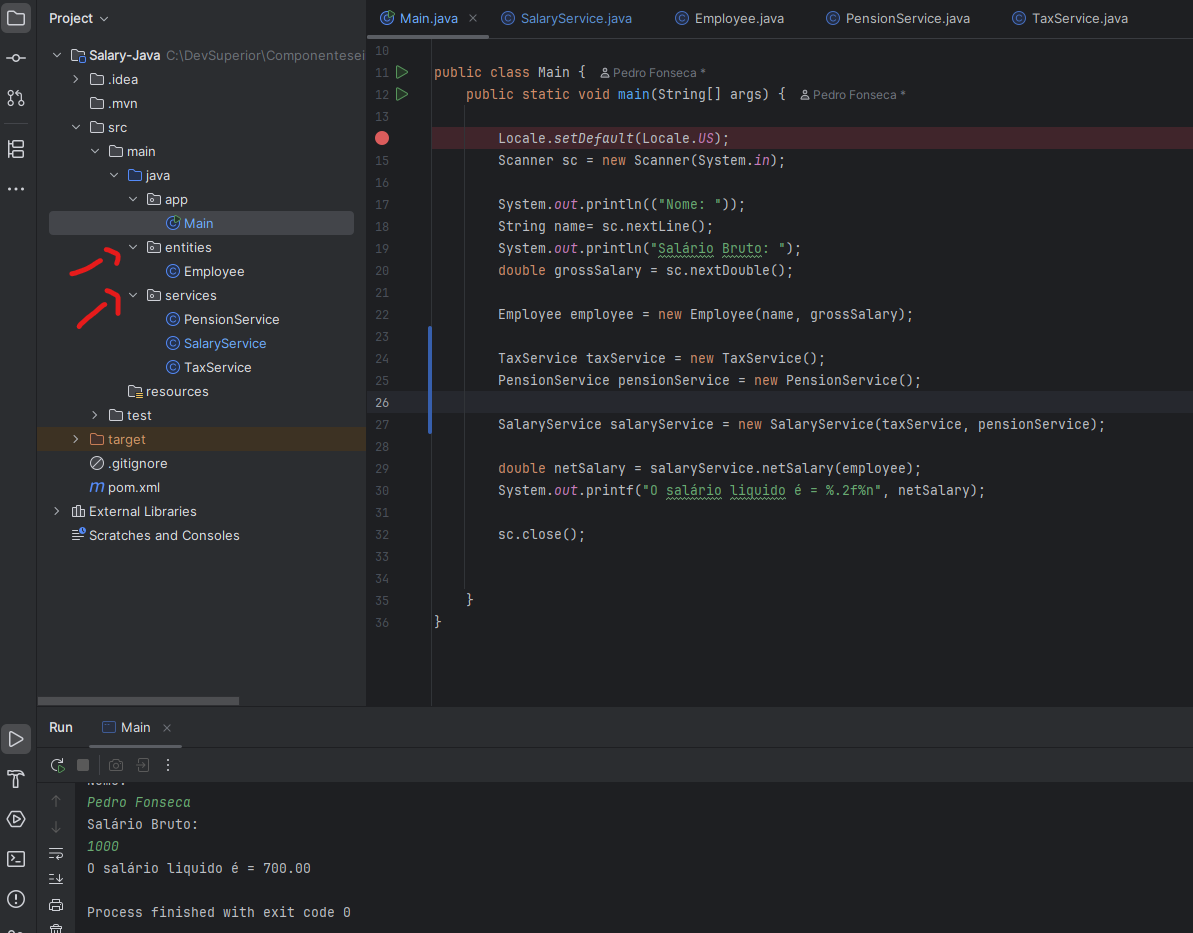 Project
Main.java
SalaryService.java
Employee.java
PensionService.java
TaxService.java
Salary-Java C:\DevSuperior\Componentesei
.idea
.mvn
src
main
java
app
Main
entities
Employee
services
PensionService
SalaryService
TaxService
resources
test
target
.gitignore
pom.xml
External Libraries
Scratches and Consoles
10
11 public class Main { Pedro Fonseca *
12 public static void main(String[] args) { Pedro Fonseca *
13
Locale.setDefault(Locale.US);
15 Scanner sc = new Scanner(System.in);
16
17 System.out.println(("Nome: "));
18 String name= sc.nextLine();
19 System.out.println("Salário Bruto: ");
20 double grossSalary = sc.nextDouble();
21
22 Employee employee = new Employee(name, grossSalary);
23
24 TaxService taxService = new TaxService();
25 PensionService pensionService = new PensionService();
26
27 SalaryService salaryService = new SalaryService(taxService, pensionService);
28
29 double netSalary = salaryService.netSalary(employee);
30 System.out.printf("O salário liquido é = %.2f%n", netSalary);
31
32 sc.close();
33
34
35 }
36 }
Run
Main
Nome:
Pedro Fonseca
Salário Bruto:
1000
O salário liquido é = 700.00
Process finished with exit code 0